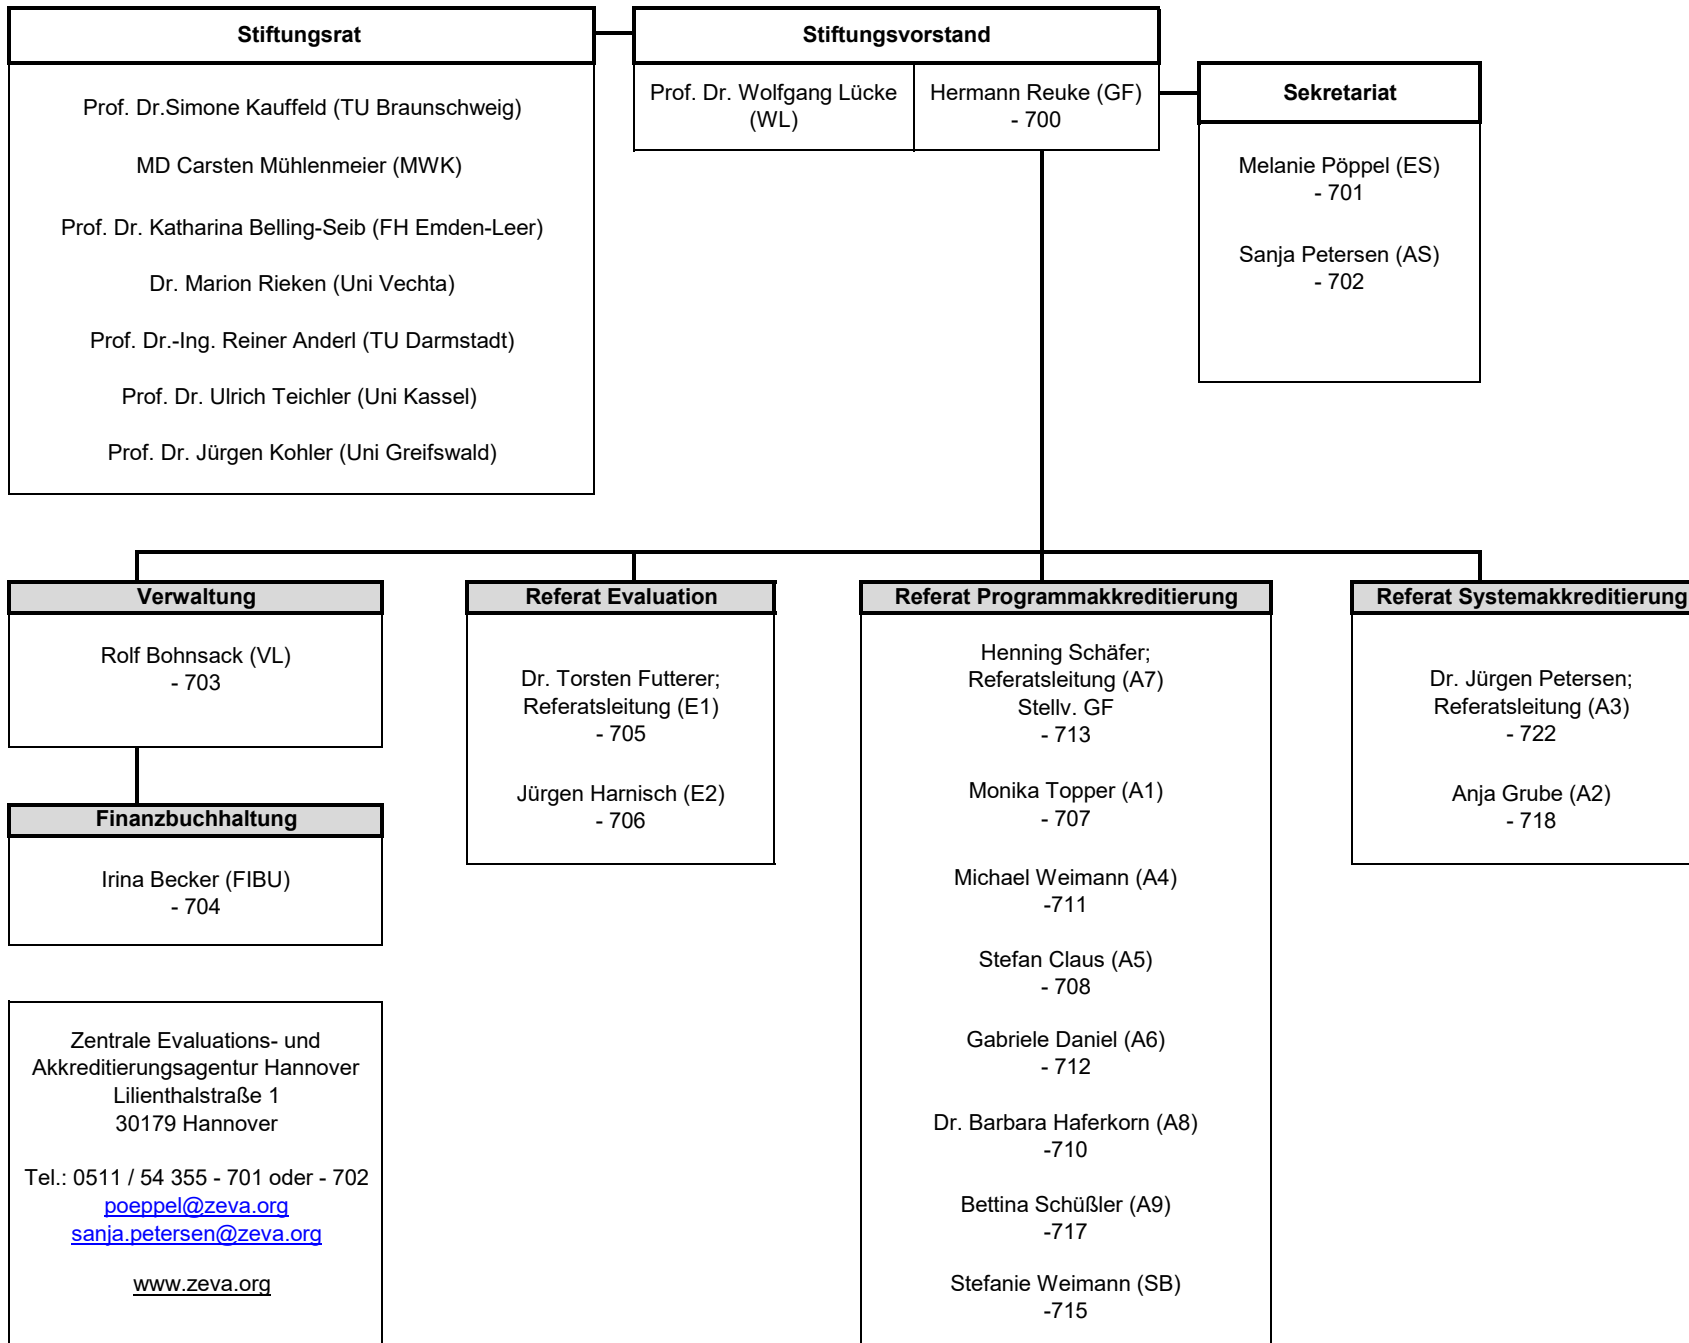 Stiftungsrat
Prof. Dr.Simone Kauffeld (TU Braunschweig)
MD Carsten Mühlenmeier (MWK)
Prof. Dr. Katharina Belling-Seib (FH Emden-Leer)
Dr. Marion Rieken (Uni Vechta)
Prof. Dr.-Ing. Reiner Anderl (TU Darmstadt)
Prof. Dr. Ulrich Teichler (Uni Kassel)
Prof. Dr. Jürgen Kohler (Uni Greifswald)
Stiftungsvorstand
Prof. Dr. Wolfgang Lücke
(WL)
Hermann Reuke (GF)
- 700
Sekretariat
Melanie Pöppel (ES)
- 701
Sanja Petersen (AS)
- 702
Verwaltung
Rolf Bohnsack (VL)
- 703
Finanzbuchhaltung
Irina Becker (FIBU)
- 704
Referat Evaluation
Dr. Torsten Futterer;
Referatsleitung (E1)
- 705
Jürgen Harnisch (E2)
- 706
Referat Programmakkreditierung
Henning Schäfer;
Referatsleitung (A7)
Stellv. GF
- 713
Monika Topper (A1)
- 707
Michael Weimann (A4)
-711
Stefan Claus (A5)
- 708
Gabriele Daniel (A6)
- 712
Dr. Barbara Haferkorn (A8)
-710
Bettina Schüßler (A9)
-717
Stefanie Weimann (SB)
-715
Referat Systemakkreditierung
Dr. Jürgen Petersen;
Referatsleitung (A3)
- 722
Anja Grube (A2)
- 718
Zentrale Evaluations- und
Akkreditierungsagentur Hannover
Lilienthalstraße 1
30179 Hannover
Tel.: 0511 / 54 355 - 701 oder - 702
poeppel@zeva.org
sanja.petersen@zeva.org
www.zeva.org